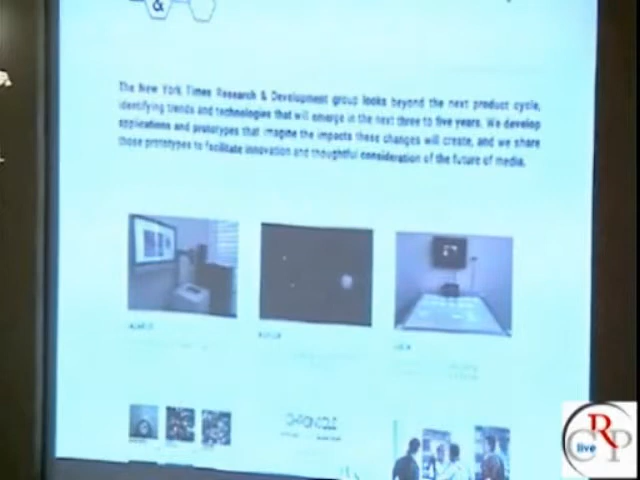 &
The New York Times Research & Development group looks beyond the next product cycle,
identifying trends and technologies that will emerge in the next three to five years. We develop
applications and prototypes that imagine the impacts these changes will create, and we share
those prototypes to facilitate innovation and thoughtful consideration of the future of media.
CRP
live